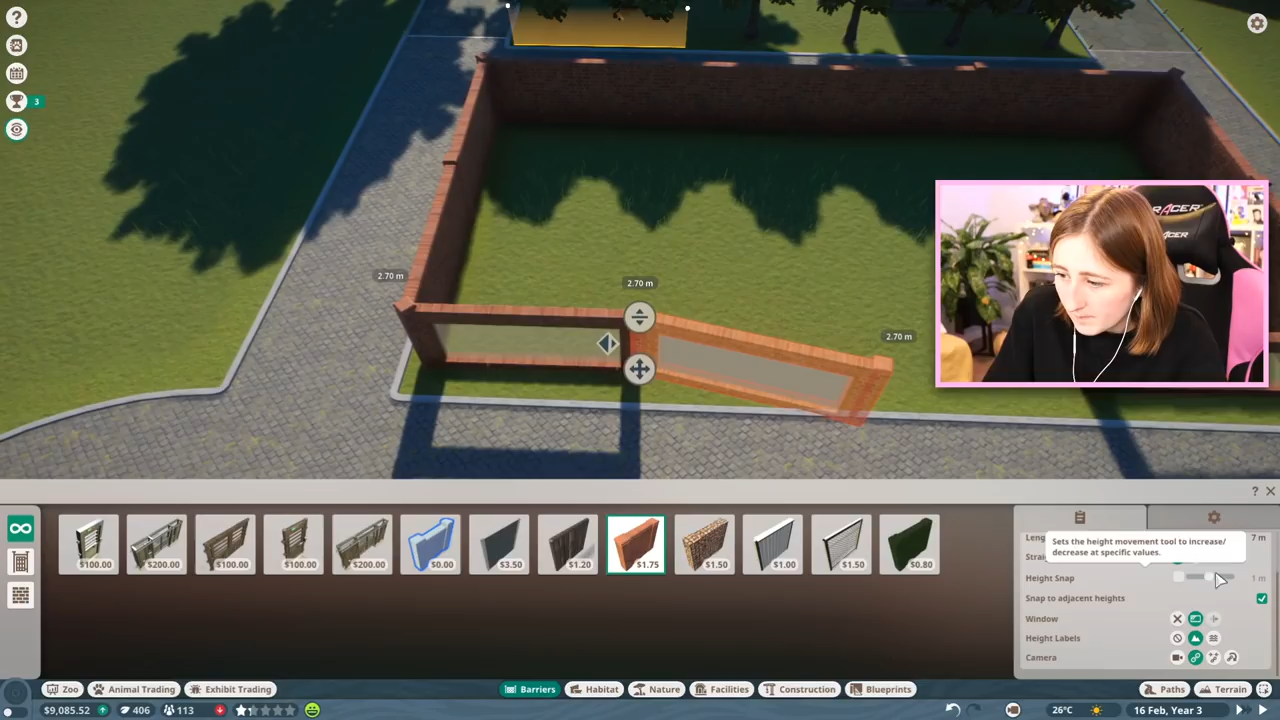 ?
3
2.70 m
2.70 m
2.70 m
RACER
ACER
?
$100.00
$200.00
$100.00
$100.00
$200.00
$0.00
$3.50
$1.20
$1.75
$1.50
$1.00
$1.50
$0.80
7 m
Sets the height movement tool to increase/
decrease at specific values.
Height Snap
1 m
Snap to adjacent heights
Window
Height Labels
Camera
Zoo
Animal Trading
Exhibit Trading
Barriers
Habitat
Nature
Facilities
Construction
Blueprints
Paths
Terrain
$9,085.52
406
113
26°C
16 Feb, Year 3